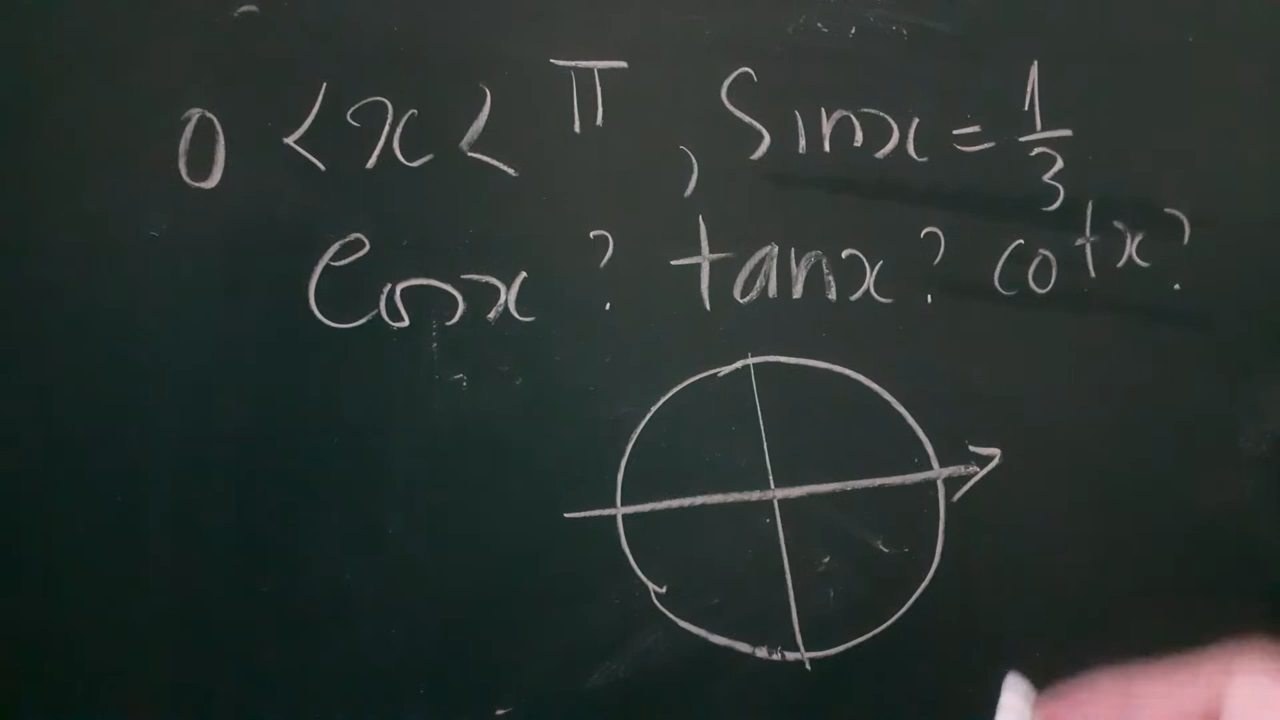 0 < x < π , Sinx = 1/3
Cosx ? tanx ? cotx ?